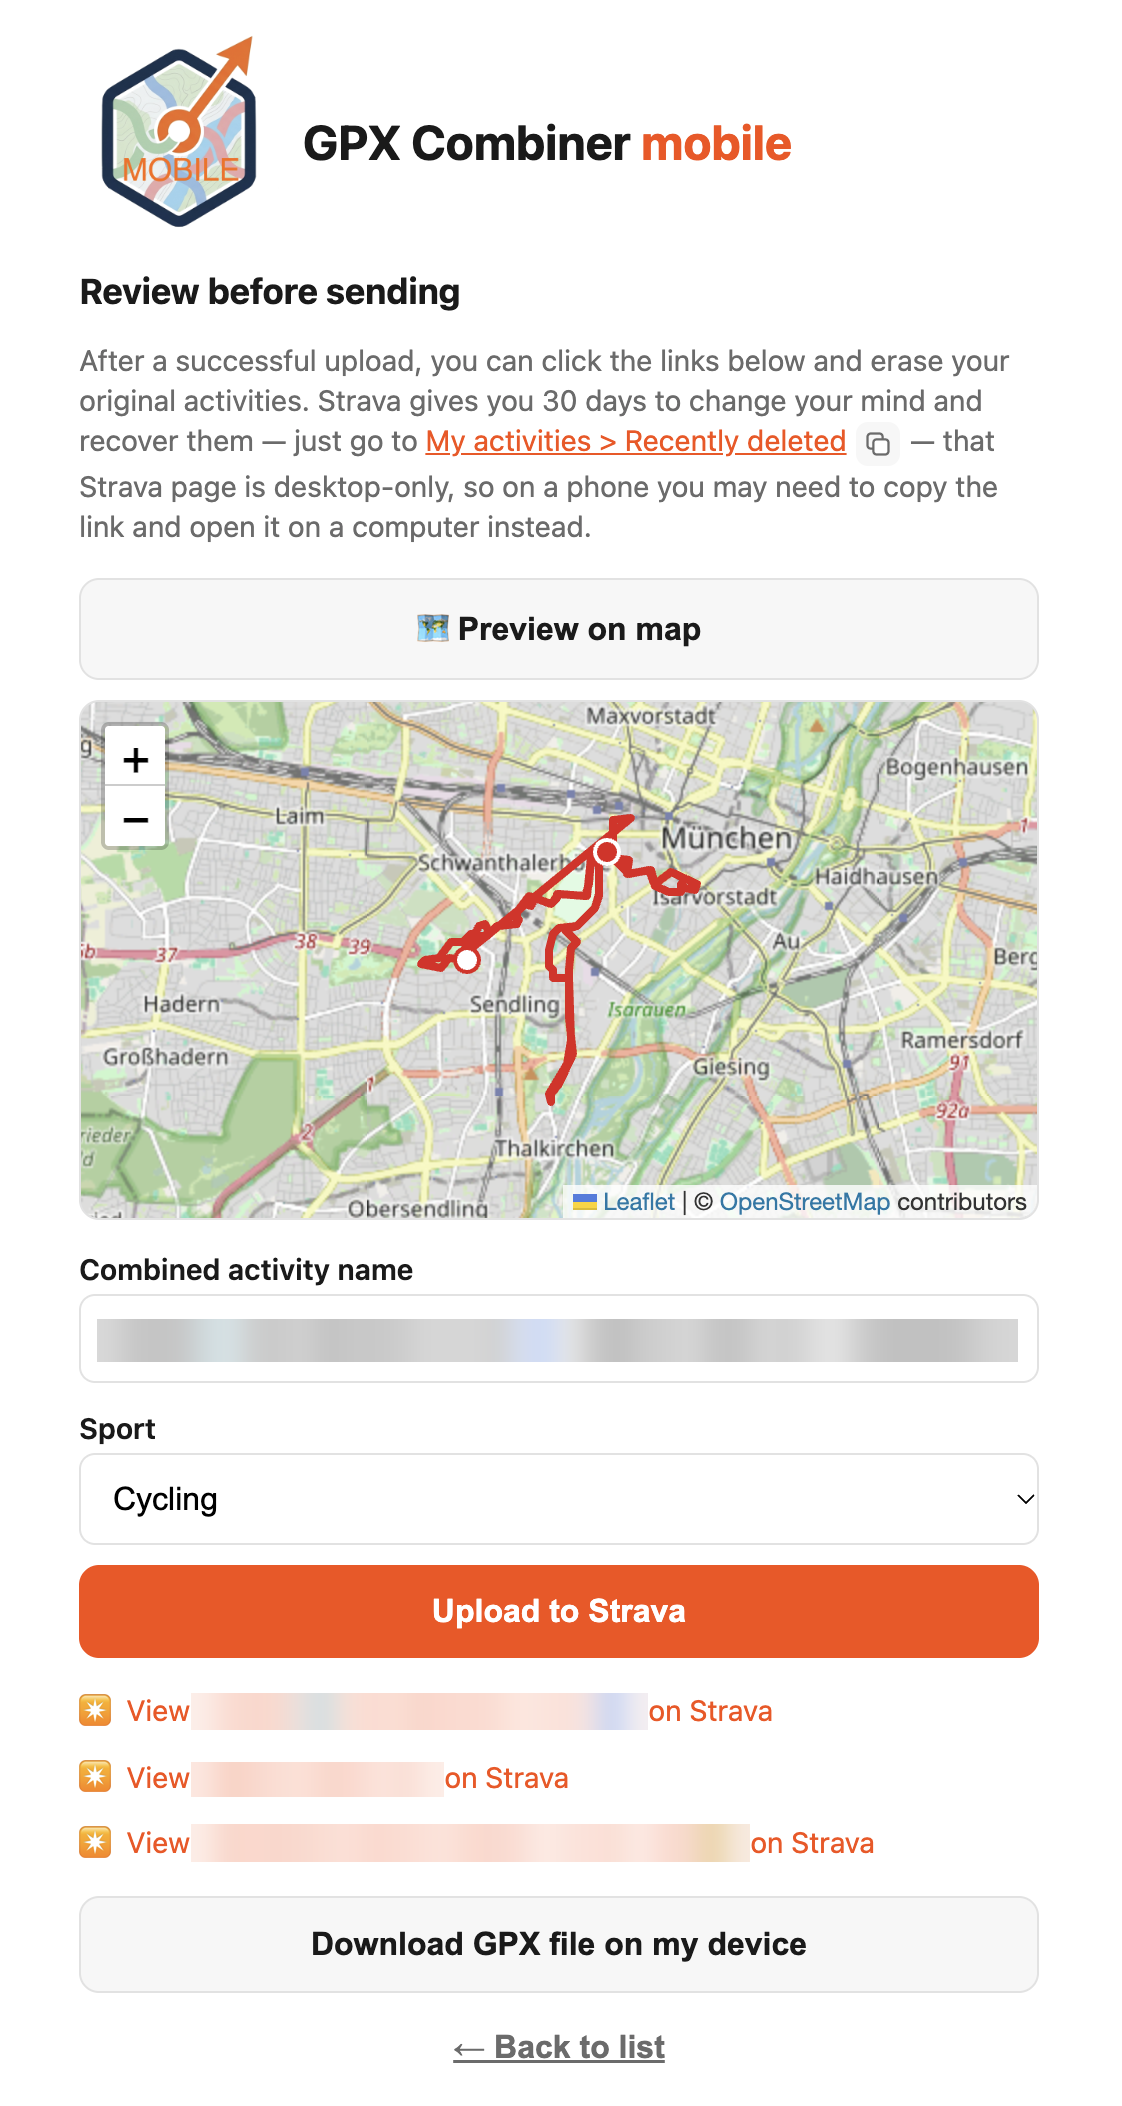 MOBILE
GPX Combiner mobile
Review before sending
After a successful upload, you can click the links below and erase your
original activities. Strava gives you 30 days to change your mind and
recover them — just go to My activities > Recently deleted — that
Strava page is desktop-only, so on a phone you may need to copy the
link and open it on a computer instead.
Preview on map
+
−
Maxvorstadt
Bogenhausen
Laim
München
Schwanthalerh
Haidhausen
Isarvorstadt
38
39
37
Au
Berg
Hadern
Sendling
Isarauen
Ramersdorf
Großhadern
Giesing
91
1
2
92a
rieder
Thalkirchen
Obersendling
Leaflet | © OpenStreetMap contributors
Combined activity name
Sport
Cycling
Upload to Strava
View on Strava
View on Strava
View on Strava
Download GPX file on my device
← Back to list